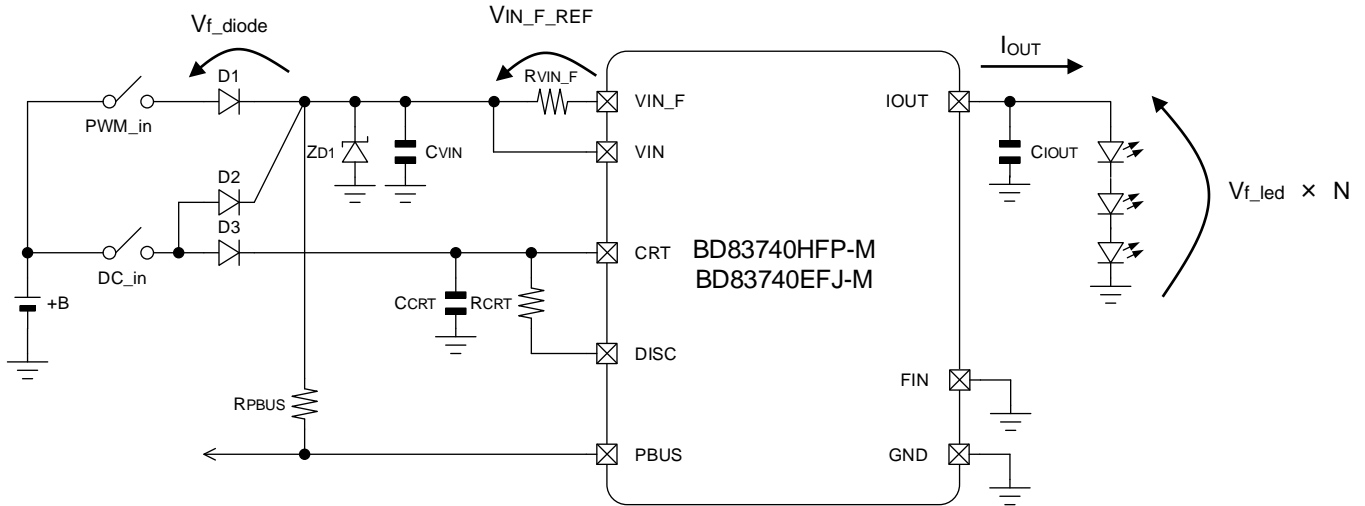 Vf_diode
VIN_F_REF
IOUT
D1
RVIN_F
VIN_F
IOUT
PWM_in
ZD1
CVIN
VIN
CIOUT
D2
Vf_led × N
D3
CRT
BD83740HFP-M
BD83740EFJ-M
DC_in
+B
CCRT
RCRT
DISC
FIN
RPBUS
PBUS
GND